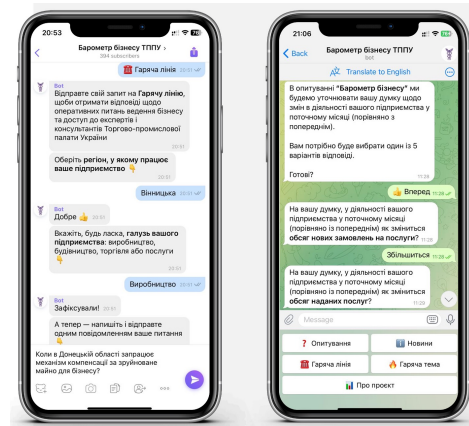 20:53
Барометр бізнесу ТППУ >
394 subscribers
☎️ Гаряча лінія 20:51
Bot
Відправте свій запит на Гарячу лінію,
щоби отримати відповіді щодо
оперативних питань ведення бізнесу
та доступ до експертів і
консультантів Торгово-промислової
палати України
20:51
Оберіть регіон, у якому працює
ваше підприємство 👇
20:51
Вінницька 20:51
Bot
Добре 👍 20:51
Вкажіть, будь ласка, галузь вашого
підприємства: виробництво,
будівництво, торгівля або послуги
👇
20:51
Виробництво 20:51
Bot
Зафіксували! 20:51
А тепер — напишіть і відправте
одним повідомленням ваше питання
👇
Коли в Донецькій області запрацює
механізм компенсації за зруйноване
майно для бізнесу?
21:06
Back
Барометр бізнесу ТППУ
bot
Translate to English
В опитуванні "Барометр бізнесу" ми
будемо уточнювати вашу думку щодо
змін в діяльності вашого підприємства у
поточному місяці (порівняно з
попереднім).
Вам потрібно буде вибрати один із 5
варіантів відповіді.
Готові? 11:28
👍 Вперед 11:28
На вашу думку, у діяльності вашого
підприємства у поточному місяці
(порівняно із попереднім) як зміниться
обсяг нових замовлень на послуги? 11:28
Збільшиться 11:28
На вашу думку, у діяльності вашого
підприємства у поточному місяці
(порівняно із попереднім) як зміниться
обсяг наданих послуг? 11:28
Message
❓ Опитування
ℹ️ Новини
☎️ Гаряча лінія
🔥 Гаряча тема
📊 Про проєкт